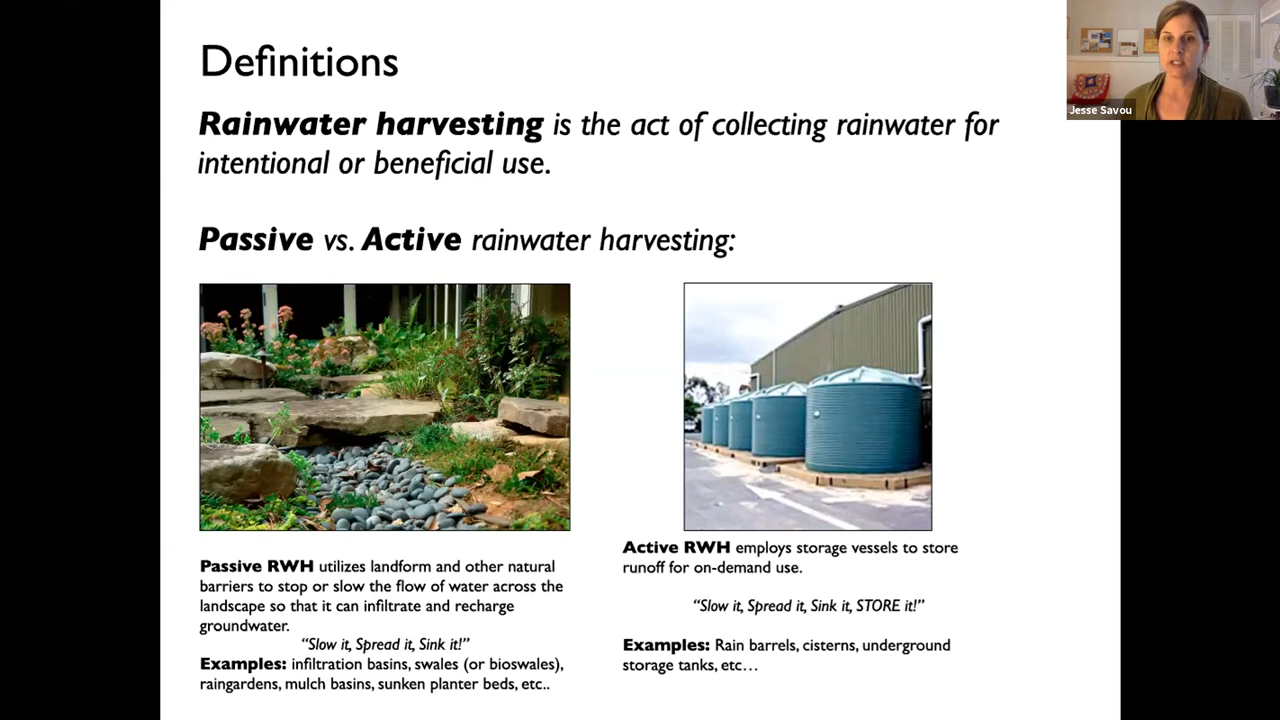 Definitions
Rainwater harvesting is the act of collecting rainwater for
intentional or beneficial use.
Passive vs. Active rainwater harvesting:
Passive RWH utilizes landform and other natural
barriers to stop or slow the flow of water across the
landscape so that it can infiltrate and recharge
groundwater.
“Slow it, Spread it, Sink it!”
Examples: infiltration basins, swales (or bioswales),
raingardens, mulch basins, sunken planter beds, etc..
Active RWH employs storage vessels to store
runoff for on-demand use.
“Slow it, Spread it, Sink it, STORE it!”
Examples: Rain barrels, cisterns, underground
storage tanks, etc…
Jesse Savou